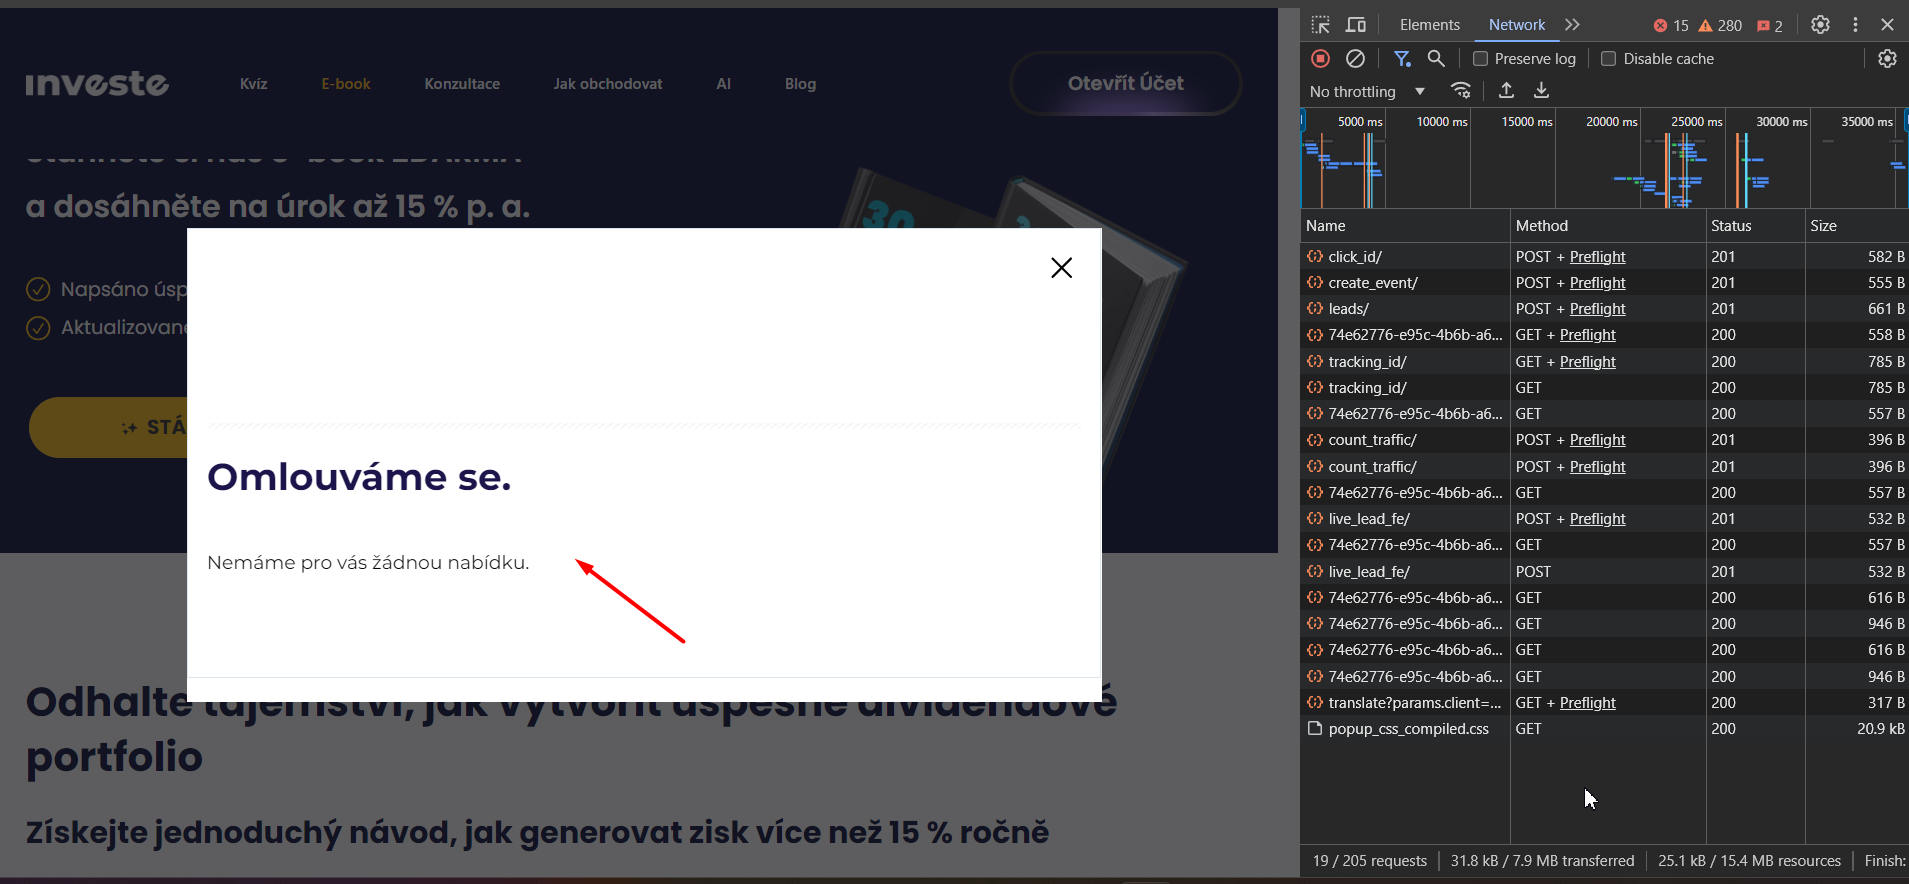 investe
Kvíz
E-book
Konzultace
Jak obchodovat
AI
Blog
Otevřít Účet
a dosáhněte na úrok až 15 % p. a.
30
3
Napsáno úsp
Aktualizované
STÁ
Omlouváme se.
Nemáme pro vás žádnou nabídku.
Odhalte tajemství, jak vytvořit úspěšné dividendové
portfolio
Získejte jednoduchý návod, jak generovat zisk více než 15 % ročně
Elements
Network
15
280
2
Preserve log
Disable cache
No throttling
5000 ms
10000 ms
15000 ms
20000 ms
25000 ms
30000 ms
35000 ms
Name Method Status Size
click_id/ POST + Preflight 201 582 B
create_event/ POST + Preflight 201 555 B
leads/ POST + Preflight 201 661 B
74e62776-e95c-4b6b-a6... GET + Preflight 200 558 B
tracking_id/ GET + Preflight 200 785 B
tracking_id/ GET 200 785 B
74e62776-e95c-4b6b-a6... GET 200 557 B
count_traffic/ POST + Preflight 201 396 B
count_traffic/ POST + Preflight 201 396 B
74e62776-e95c-4b6b-a6... GET 200 557 B
live_lead_fe/ POST + Preflight 201 532 B
74e62776-e95c-4b6b-a6... GET 200 557 B
live_lead_fe/ POST 201 532 B
74e62776-e95c-4b6b-a6... GET 200 616 B
74e62776-e95c-4b6b-a6... GET 200 946 B
74e62776-e95c-4b6b-a6... GET 200 616 B
74e62776-e95c-4b6b-a6... GET 200 946 B
translate?params.client=... GET + Preflight 200 317 B
popup_css_compiled.css GET 200 20.9 kB
19 / 205 requests
31.8 kB / 7.9 MB transferred
25.1 kB / 15.4 MB resources
Finish: